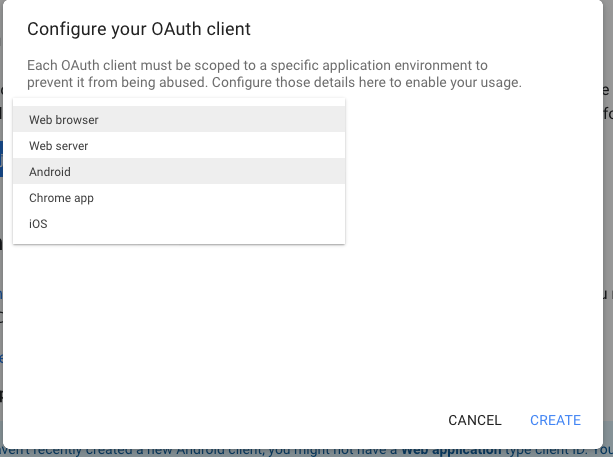 Configure your OAuth client
Each OAuth client must be scoped to a specific application environment to
prevent it from being abused. Configure those details here to enable your usage.
Web browser
Web server
Android
Chrome app
iOS
CANCEL
CREATE
recently created a new Android client, you might not have a Web application type client ID. You